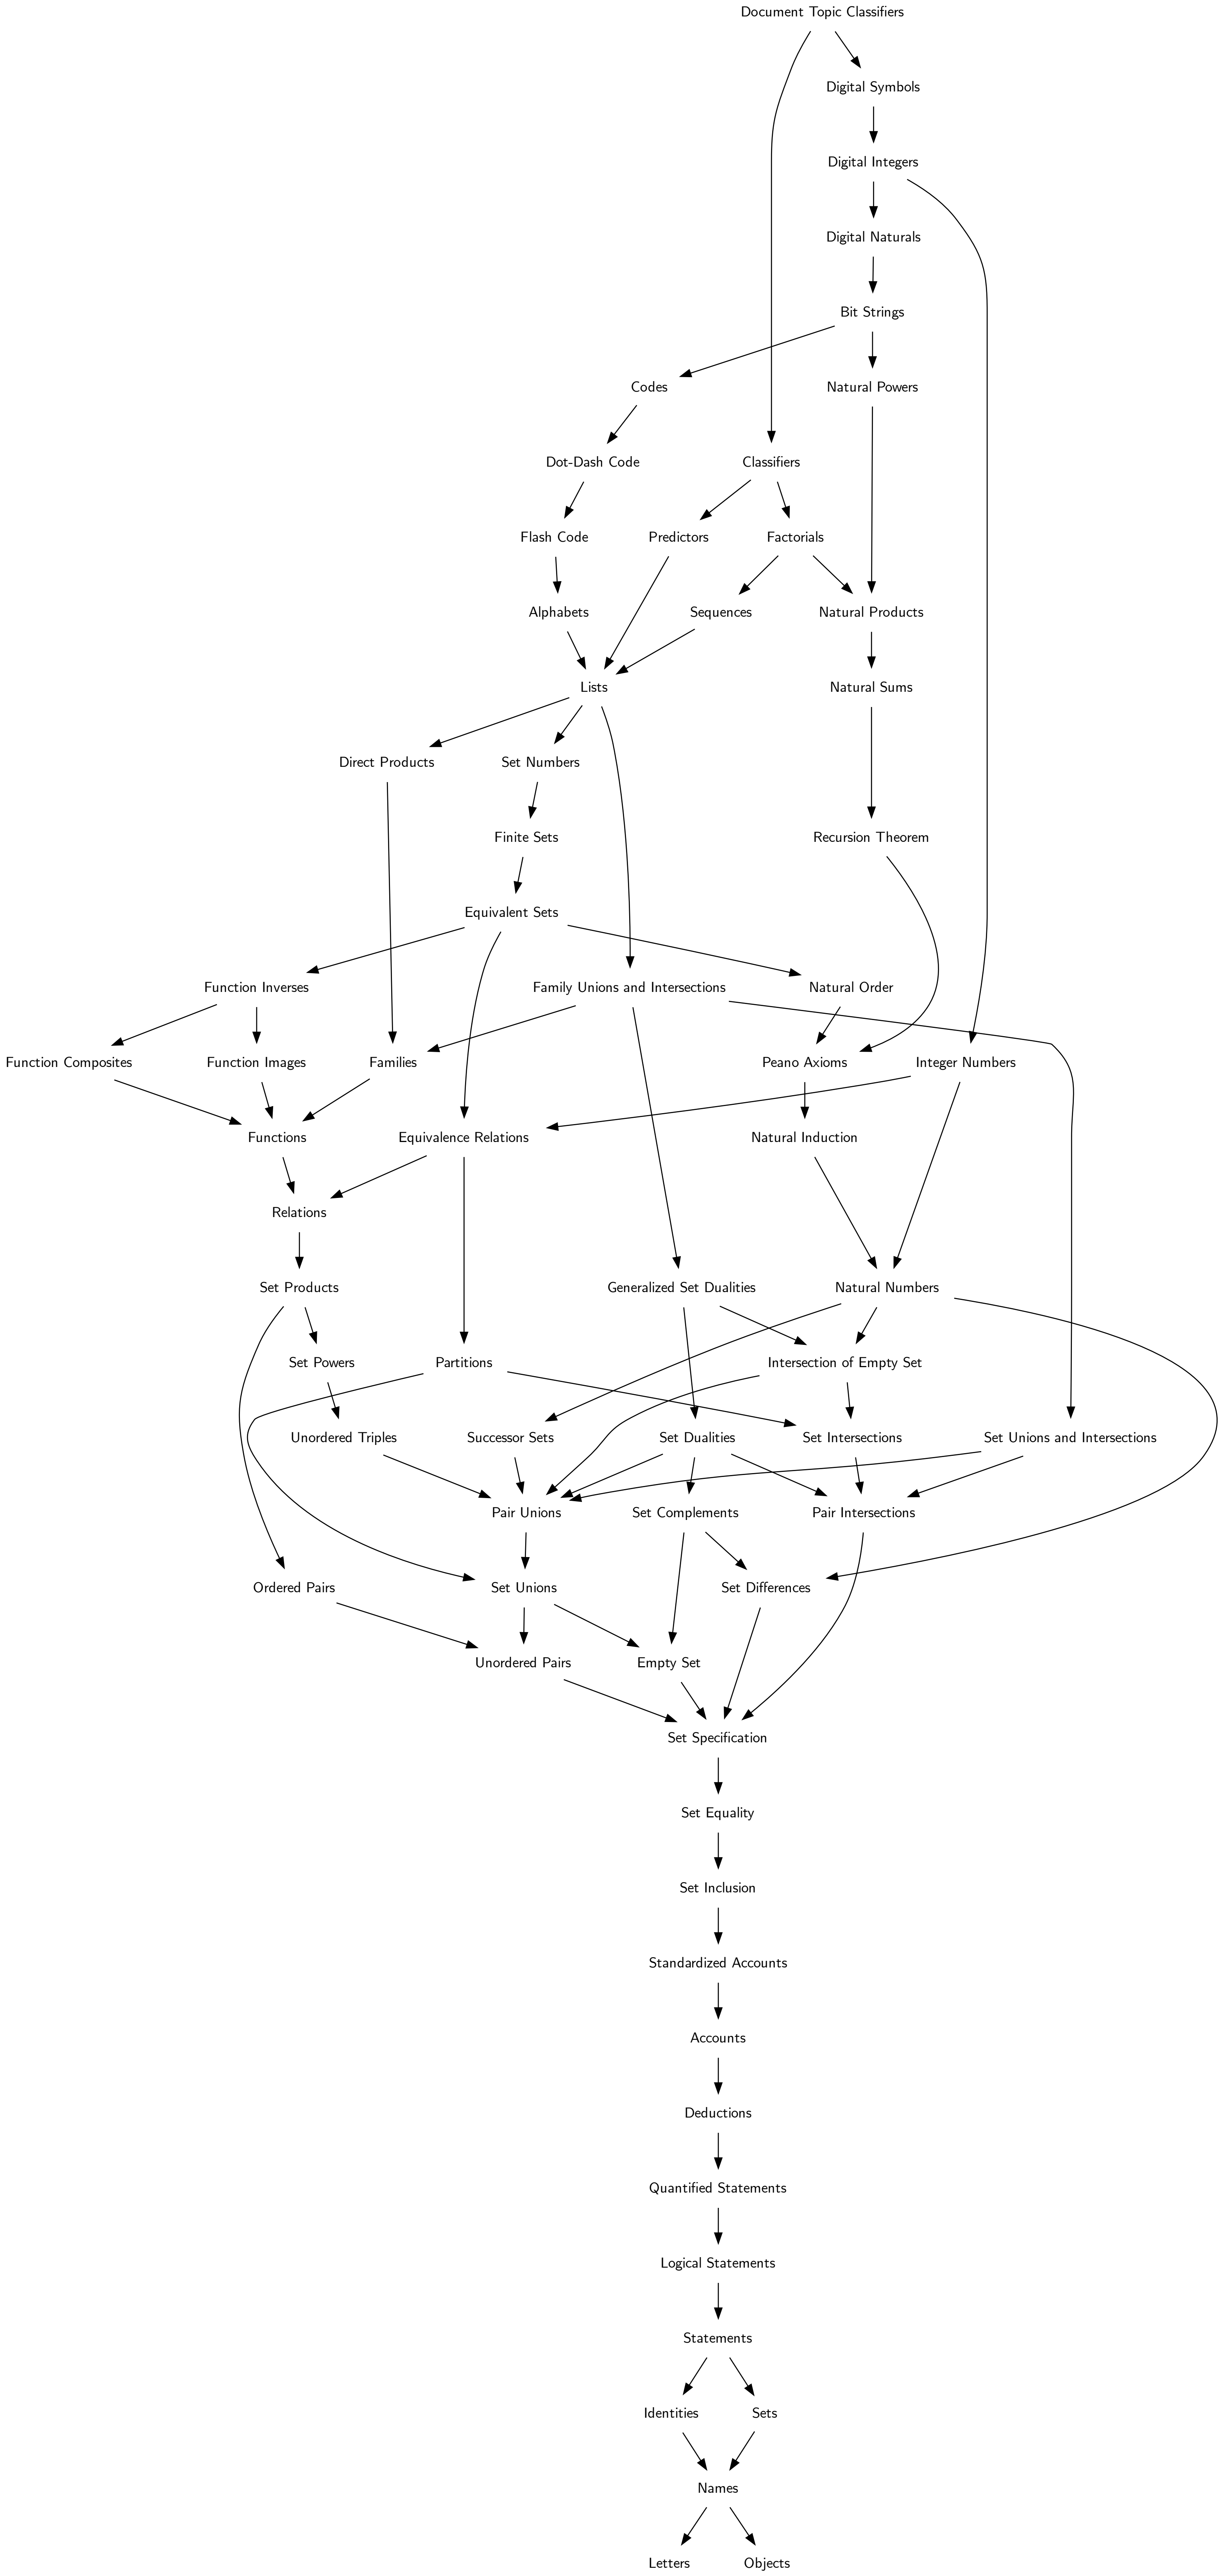 Document Topic Classifiers
Digital Symbols
Digital Integers
Digital Naturals
Bit Strings
Codes
Natural Powers
Dot-Dash Code
Classifiers
Flash Code
Predictors
Factorials
Alphabets
Sequences
Natural Products
Lists
Natural Sums
Direct Products
Set Numbers
Finite Sets
Recursion Theorem
Equivalent Sets
Function Inverses
Family Unions and Intersections
Natural Order
Function Composites
Function Images
Families
Peano Axioms
Integer Numbers
Functions
Equivalence Relations
Natural Induction
Relations
Set Products
Generalized Set Dualities
Natural Numbers
Set Powers
Partitions
Intersection of Empty Set
Unordered Triples
Successor Sets
Set Dualities
Set Intersections
Set Unions and Intersections
Pair Unions
Set Complements
Pair Intersections
Ordered Pairs
Set Unions
Set Differences
Unordered Pairs
Empty Set
Set Specification
Set Equality
Set Inclusion
Standardized Accounts
Accounts
Deductions
Quantified Statements
Logical Statements
Statements
Identities
Sets
Names
Letters
Objects